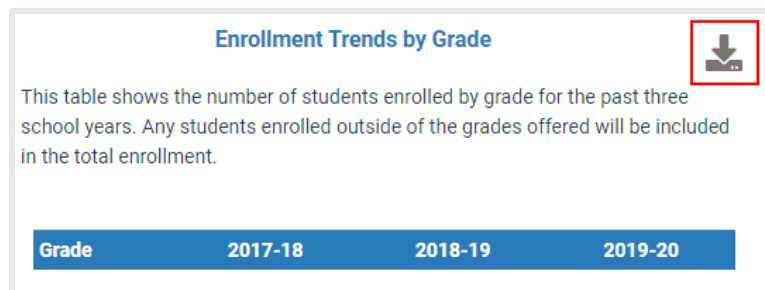 Enrollment Trends by Grade
This table shows the number of students enrolled by grade for the past three
school years. Any students enrolled outside of the grades offered will be included
in the total enrollment.
Grade 2017-18 2018-19 2019-20